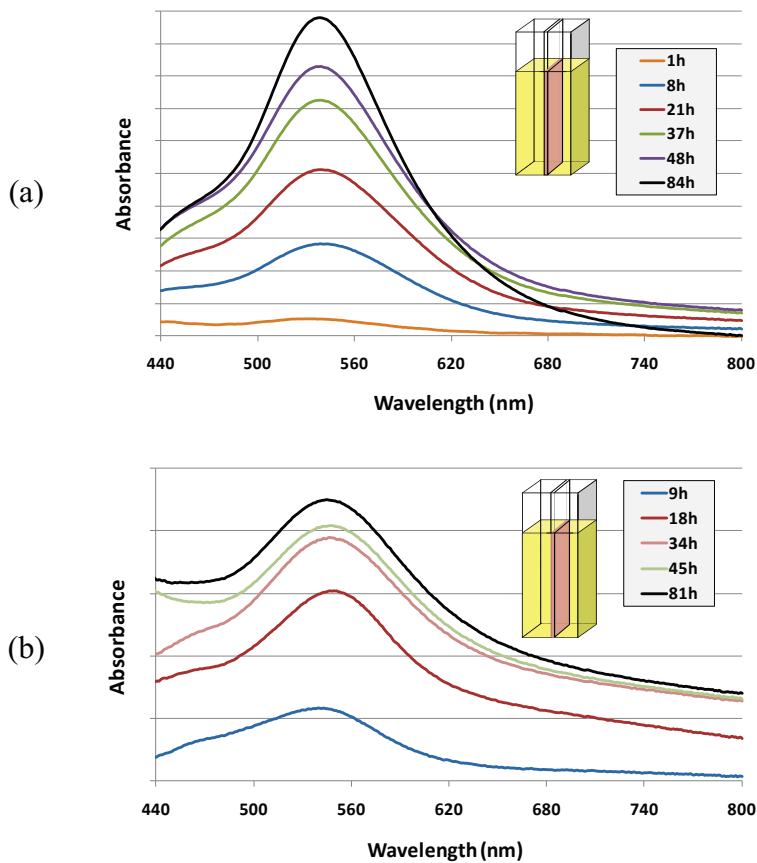 (a)
Absorbance
1h
8h
21h
37h
48h
84h
440 500 560 620 680 740 800
Wavelength (nm)
(b)
Absorbance
9h
18h
34h
45h
81h
440 500 560 620 680 740 800
Wavelength (nm)